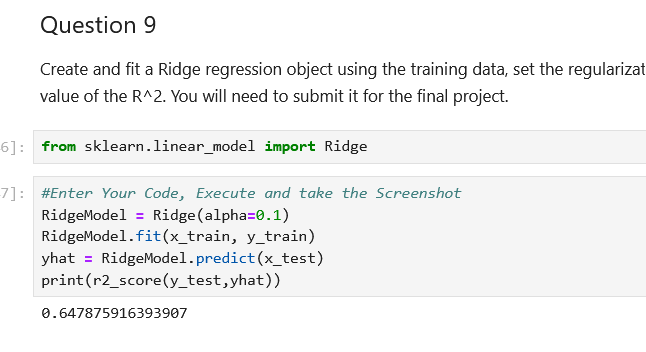 Question 9
Create and fit a Ridge regression object using the training data, set the regularizat
value of the R^2. You will need to submit it for the final project.
6]: from sklearn.linear_model import Ridge
7]: #Enter Your Code, Execute and take the Screenshot
RidgeModel = Ridge(alpha=0.1)
RidgeModel.fit(x_train, y_train)
yhat = RidgeModel.predict(x_test)
print(r2_score(y_test,yhat))
0.647875916393907